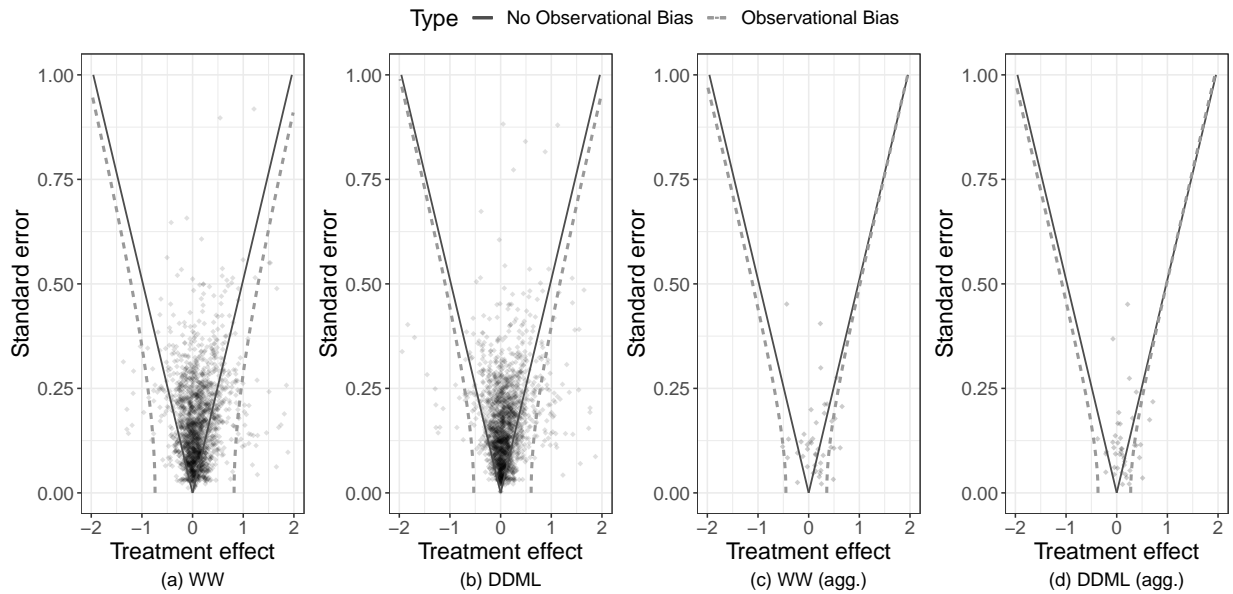 Type No Observational Bias Observational Bias
1.00
0.75
0.50
0.25
0.00
Standard error
−2 −1 0 1 2
Treatment effect
(a) WW
1.00
0.75
0.50
0.25
0.00
Standard error
−2 −1 0 1 2
Treatment effect
(b) DDML
1.00
0.75
0.50
0.25
0.00
Standard error
−2 −1 0 1 2
Treatment effect
(c) WW (agg.)
1.00
0.75
0.50
0.25
0.00
Standard error
−2 −1 0 1 2
Treatment effect
(d) DDML (agg.)